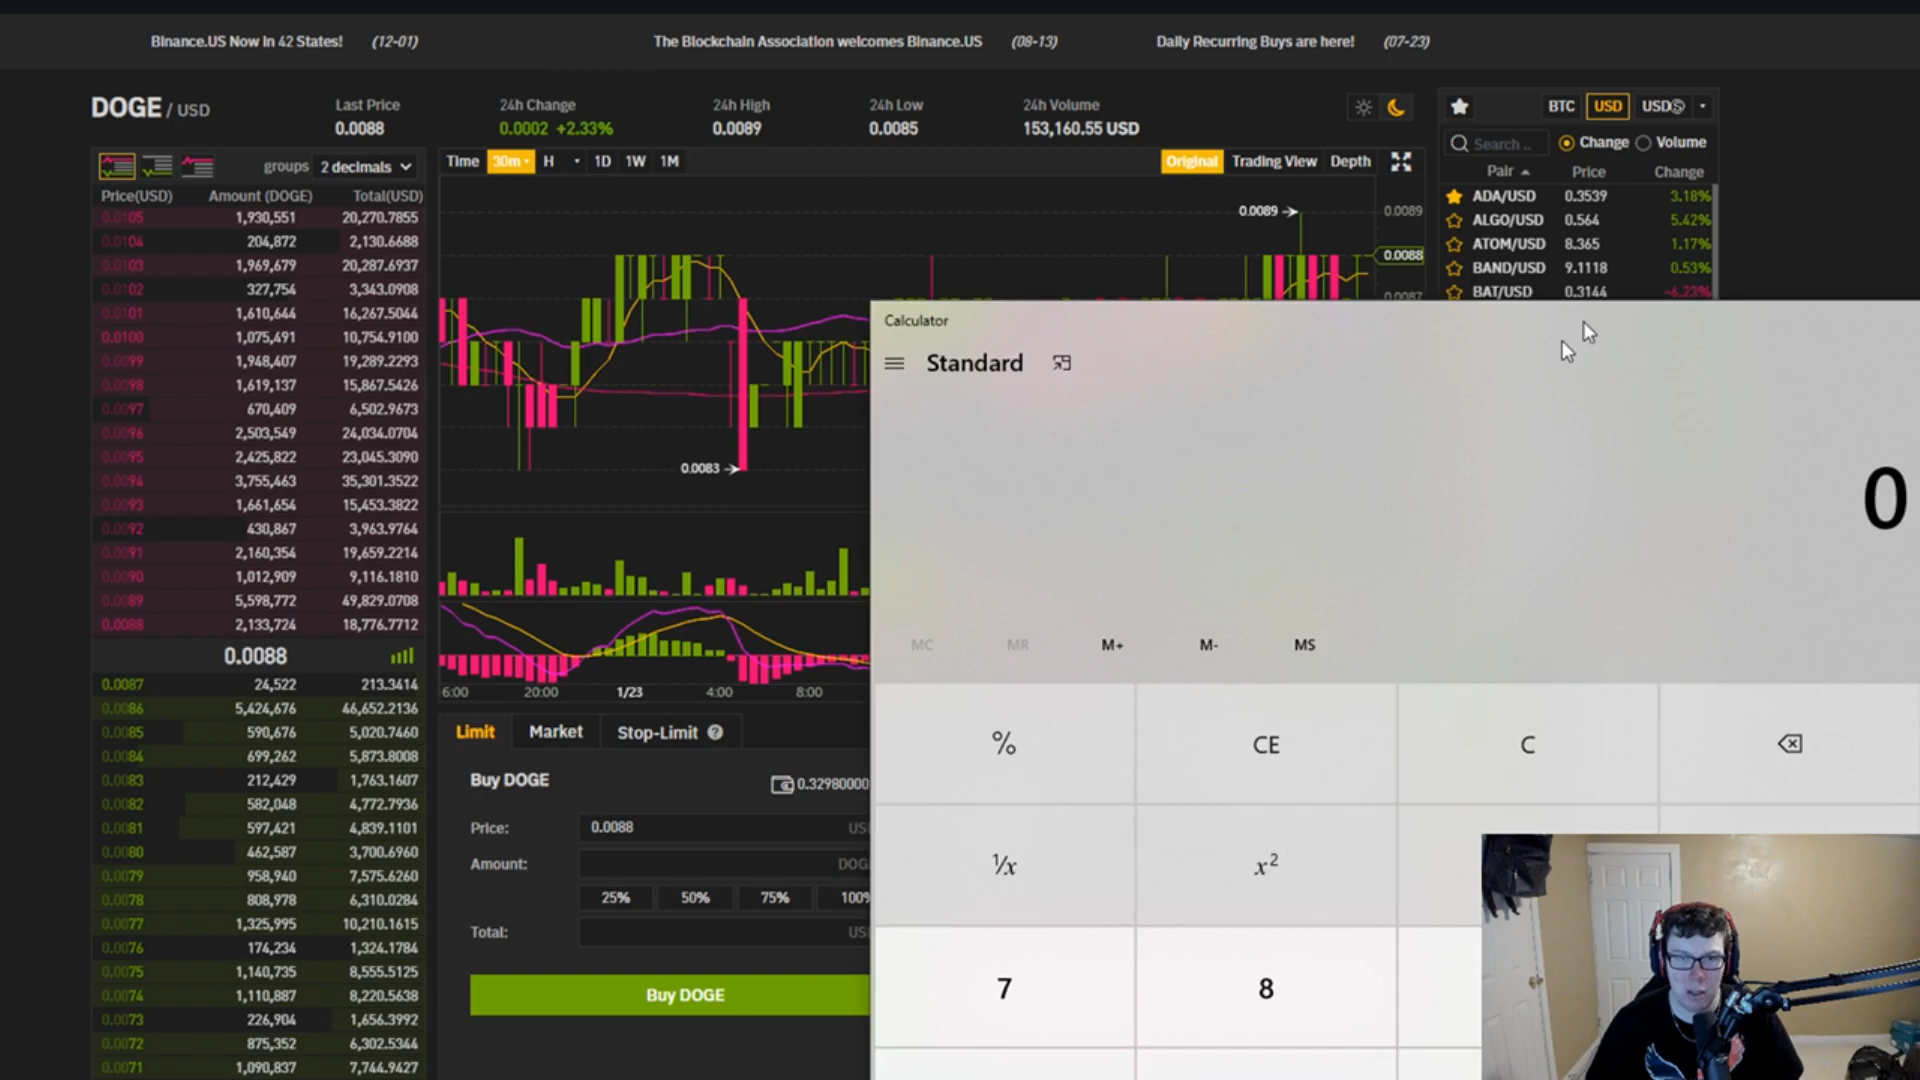 Binance.US Now in 42 States! (12-01) The Blockchain Association welcomes Binance.US (08-13) Daily Recurring Buys are here! (07-23)
DOGE / USD
Last Price
0.0088
24h Change
0.0002 +2.33%
24h High
0.0089
24h Low
0.0085
24h Volume
153,160.55 USD
BTC USD USDⓈ
Search ..
Change Volume
Pair Price Change
ADA/USD 0.3539 3.18%
ALGO/USD 0.564 5.42%
ATOM/USD 8.365 1.17%
BAND/USD 9.1118 0.53%
BAT/USD 0.3144 -6.23%
groups 2 decimals
Price(USD) Amount (DOGE) Total(USD)
0.0105 1,930,551 20,270.7855
0.0104 204,872 2,130.6688
0.0103 1,969,679 20,287.6937
0.0102 327,754 3,343.0908
0.0101 1,610,644 16,267.5044
0.0100 1,075,491 10,754.9100
0.0099 1,948,407 19,289.2293
0.0098 1,619,137 15,867.5426
0.0097 670,409 6,502.9673
0.0096 2,503,549 24,034.0704
0.0095 2,425,822 23,045.3090
0.0094 3,755,463 35,301.3522
0.0093 1,661,654 15,453.3822
0.0092 430,867 3,963.9764
0.0091 2,160,354 19,659.2214
0.0090 1,012,909 9,116.1810
0.0089 5,598,772 49,829.0708
0.0088 2,133,724 18,776.7712
0.0088
0.0087 24,522 213.3414
0.0086 5,424,676 46,652.2136
0.0085 590,676 5,020.7460
0.0084 699,262 5,873.8008
0.0083 212,429 1,763.1607
0.0082 582,048 4,772.7936
0.0081 597,421 4,839.1101
0.0080 462,587 3,700.6960
0.0079 958,940 7,575.6260
0.0078 808,978 6,310.0284
0.0077 1,325,995 10,210.1615
0.0076 174,234 1,324.1784
0.0075 1,140,735 8,555.5125
0.0074 1,110,887 8,220.5638
0.0073 226,904 1,656.3992
0.0072 875,352 6,302.5344
0.0071 1,090,837 7,744.9427
Time 30m H 1D 1W 1M Original Trading View Depth
0.0089
0.0089
0.0088
0.0087
0.0083
6:00 20:00 1/23 4:00 8:00
Limit Market Stop-Limit ?
Buy DOGE 0.32980000
Price: 0.0088 US
Amount: DOG
25% 50% 75% 100%
Total: US
Buy DOGE
Calculator
Standard
0
MC MR M+ M- MS
% CE C
1/x x²
7 8